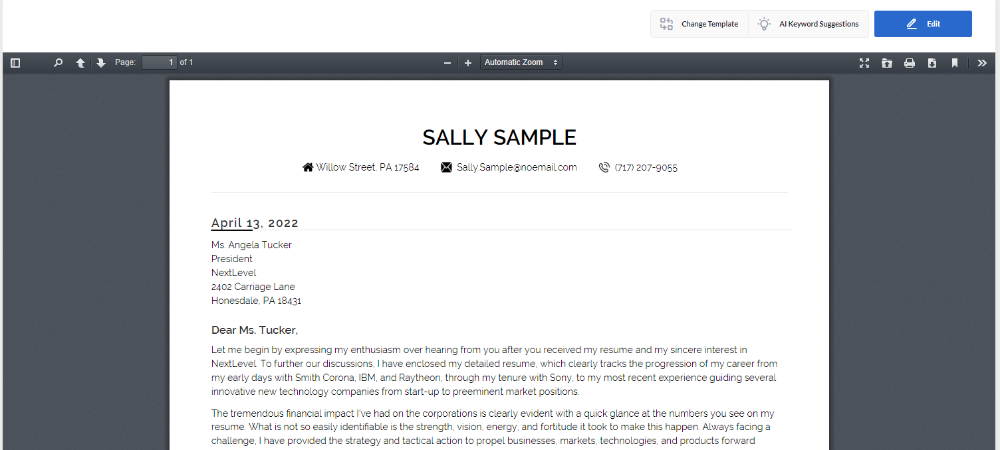 Change Template AI Keyword Suggestions Edit
Page: 1 of 1 Automatic Zoom
SALLY SAMPLE
Willow Street, PA 17584 Sally.Sample@noemail.com (717) 207-9055
April 13, 2022
Ms. Angela Tucker
President
NextLevel
2402 Carriage Lane
Honesdale, PA 18431
Dear Ms. Tucker,
Let me begin by expressing my enthusiasm over hearing from you after you received my resume and my sincere interest in
NextLevel. To further our discussions, I have enclosed my detailed resume, which clearly tracks the progression of my career from
my early days with Smith Corona, IBM, and Raytheon, through my tenure with Sony, to my most recent experience guiding several
innovative new technology companies from start-up to preeminent market positions.
The tremendous financial impact I've had on the corporations is clearly evident with a quick glance at the numbers you see on my
resume. What is not so easily identifiable is the strength, vision, energy, and fortitude it took to make this happen. Always facing a
challenge, I have provided the strategy and tactical action to propel businesses, markets, technologies, and products forward